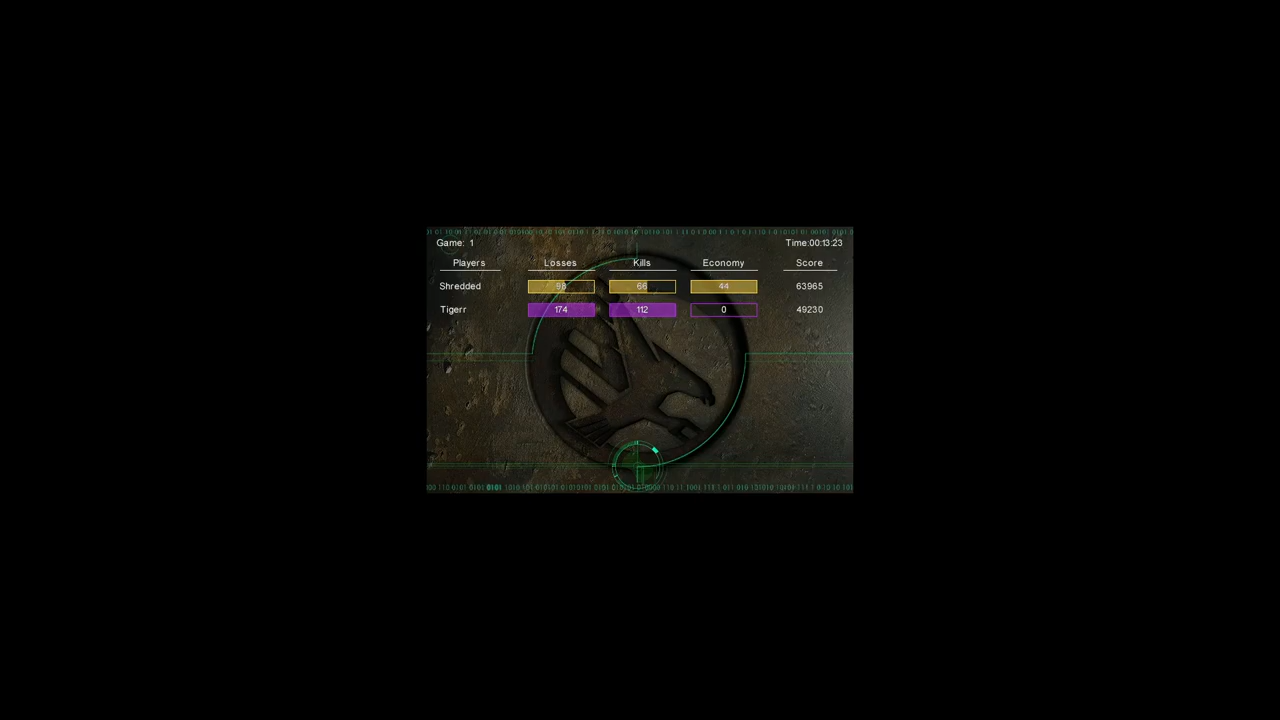 Game: 1 Time:00:13:23
Players Losses Kills Economy Score
Shredded 98 66 44 63965
Tigerr 174 112 0 49230